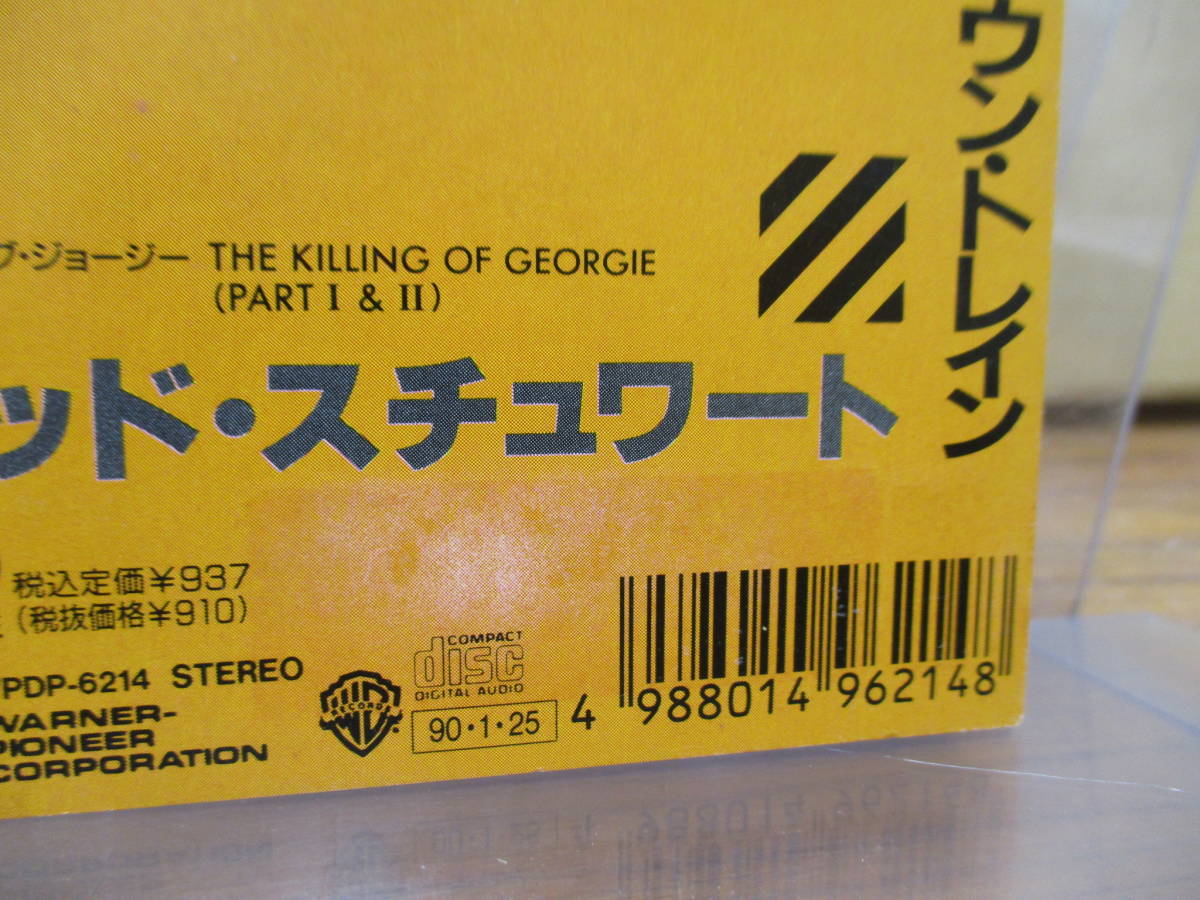 ウン・トレイン
ブ・ジョージー THE KILLING OF GEORGIE
(PART I & II)
ッド・スチュワート
税込定価¥937
(税抜価格¥910)
PDP-6214 STEREO
WARNER-
PIONEER
CORPORATION
WB
RECORDS
COMPACT
disc
DIGITAL AUDIO
90・1・25
4 988014 962148